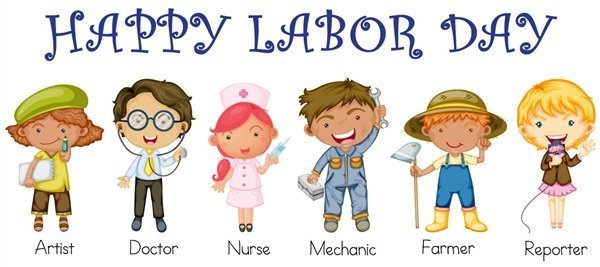 HAPPY LABOR DAY
Artist Doctor Nurse Mechanic Farmer Reporter